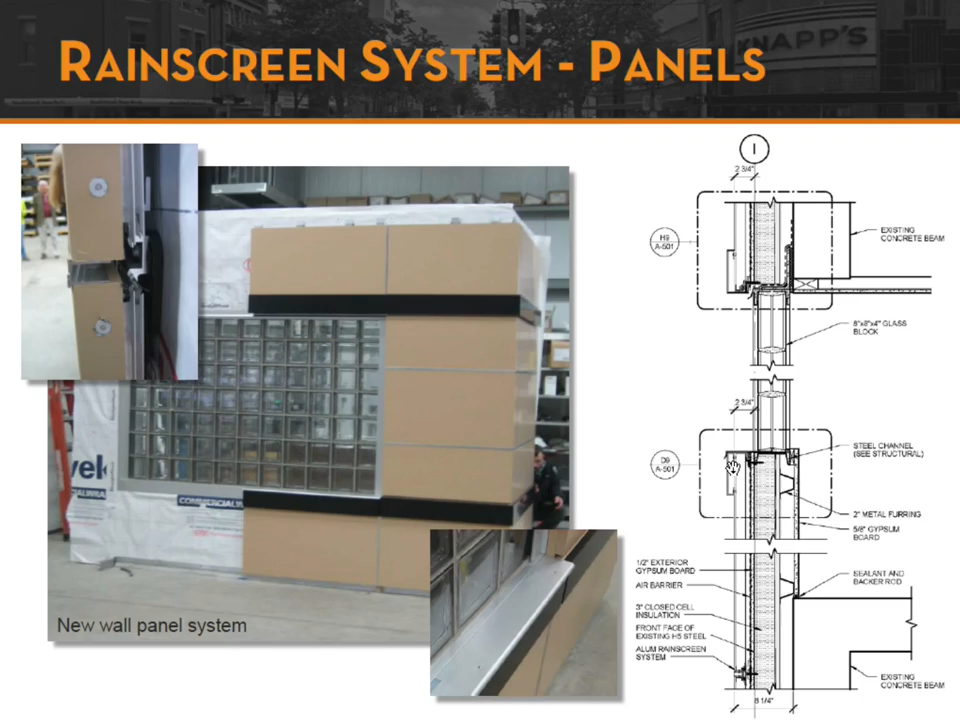 RAINSCREEN SYSTEM - PANELS
KNAPP'S
I
2 3/4"
H9
A-501
EXISTING
CONCRETE BEAM
8"x8"x4" GLASS
BLOCK
2 3/4"
D9
A-501
STEEL CHANNEL
(SEE STRUCTURAL)
2" METAL FURRING
5/8" GYPSUM
BOARD
1/2" EXTERIOR
GYPSUM BOARD
AIR BARRIER
SEALANT AND
BACKER ROD
3" CLOSED CELL
INSULATION
FRONT FACE OF
EXISTING H5 STEEL
ALUM RAINSCREEN
SYSTEM
EXISTING
CONCRETE BEAM
8 1/4"
vek
COMMERCIAL
New wall panel system